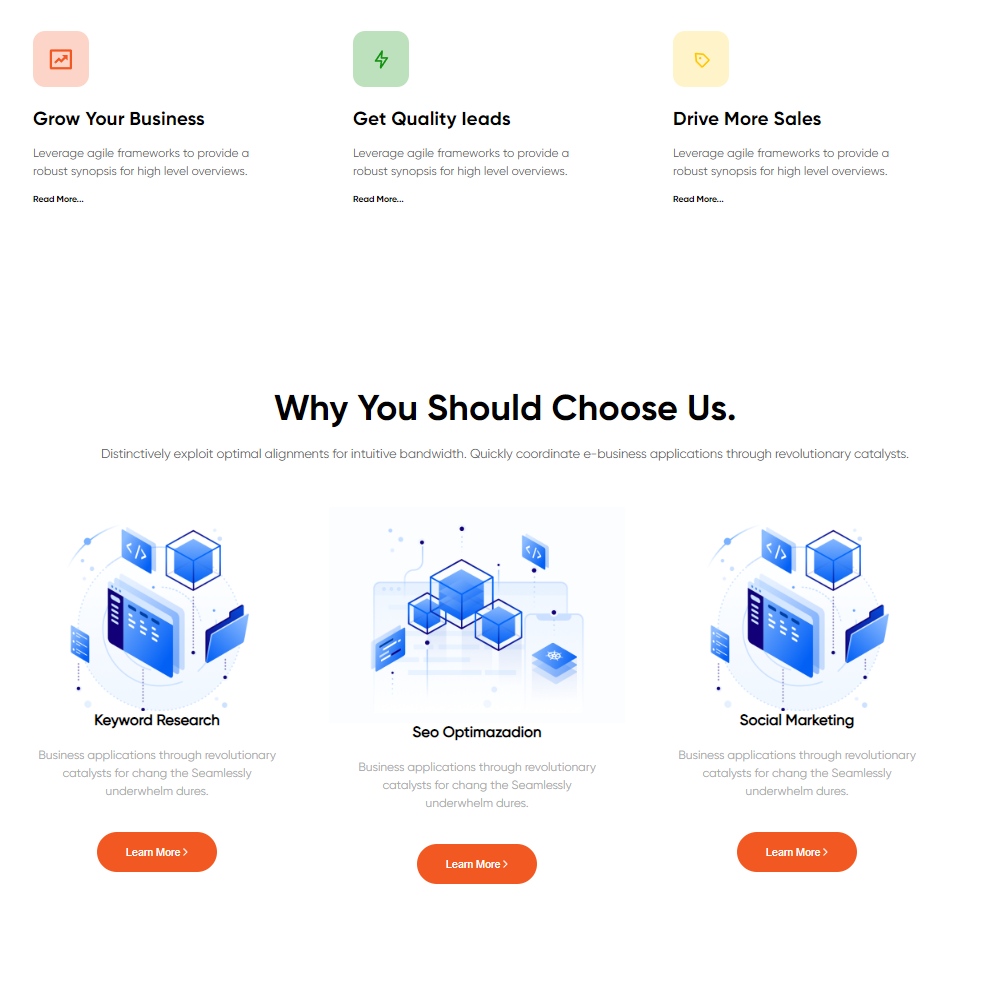 Grow Your Business
Leverage agile frameworks to provide a
robust synopsis for high level overviews.
Read More...
Get Quality leads
Leverage agile frameworks to provide a
robust synopsis for high level overviews.
Read More...
Drive More Sales
Leverage agile frameworks to provide a
robust synopsis for high level overviews.
Read More...
Why You Should Choose Us.
Distinctively exploit optimal alignments for intuitive bandwidth. Quickly coordinate e-business applications through revolutionary catalysts.
</>
Keyword Research
Business applications through revolutionary
catalysts for chang the Seamlessly
underwhelm dures.
Learn More >
</>
Seo Optimazadion
Business applications through revolutionary
catalysts for chang the Seamlessly
underwhelm dures.
Learn More >
</>
Social Marketing
Business applications through revolutionary
catalysts for chang the Seamlessly
underwhelm dures.
Learn More >